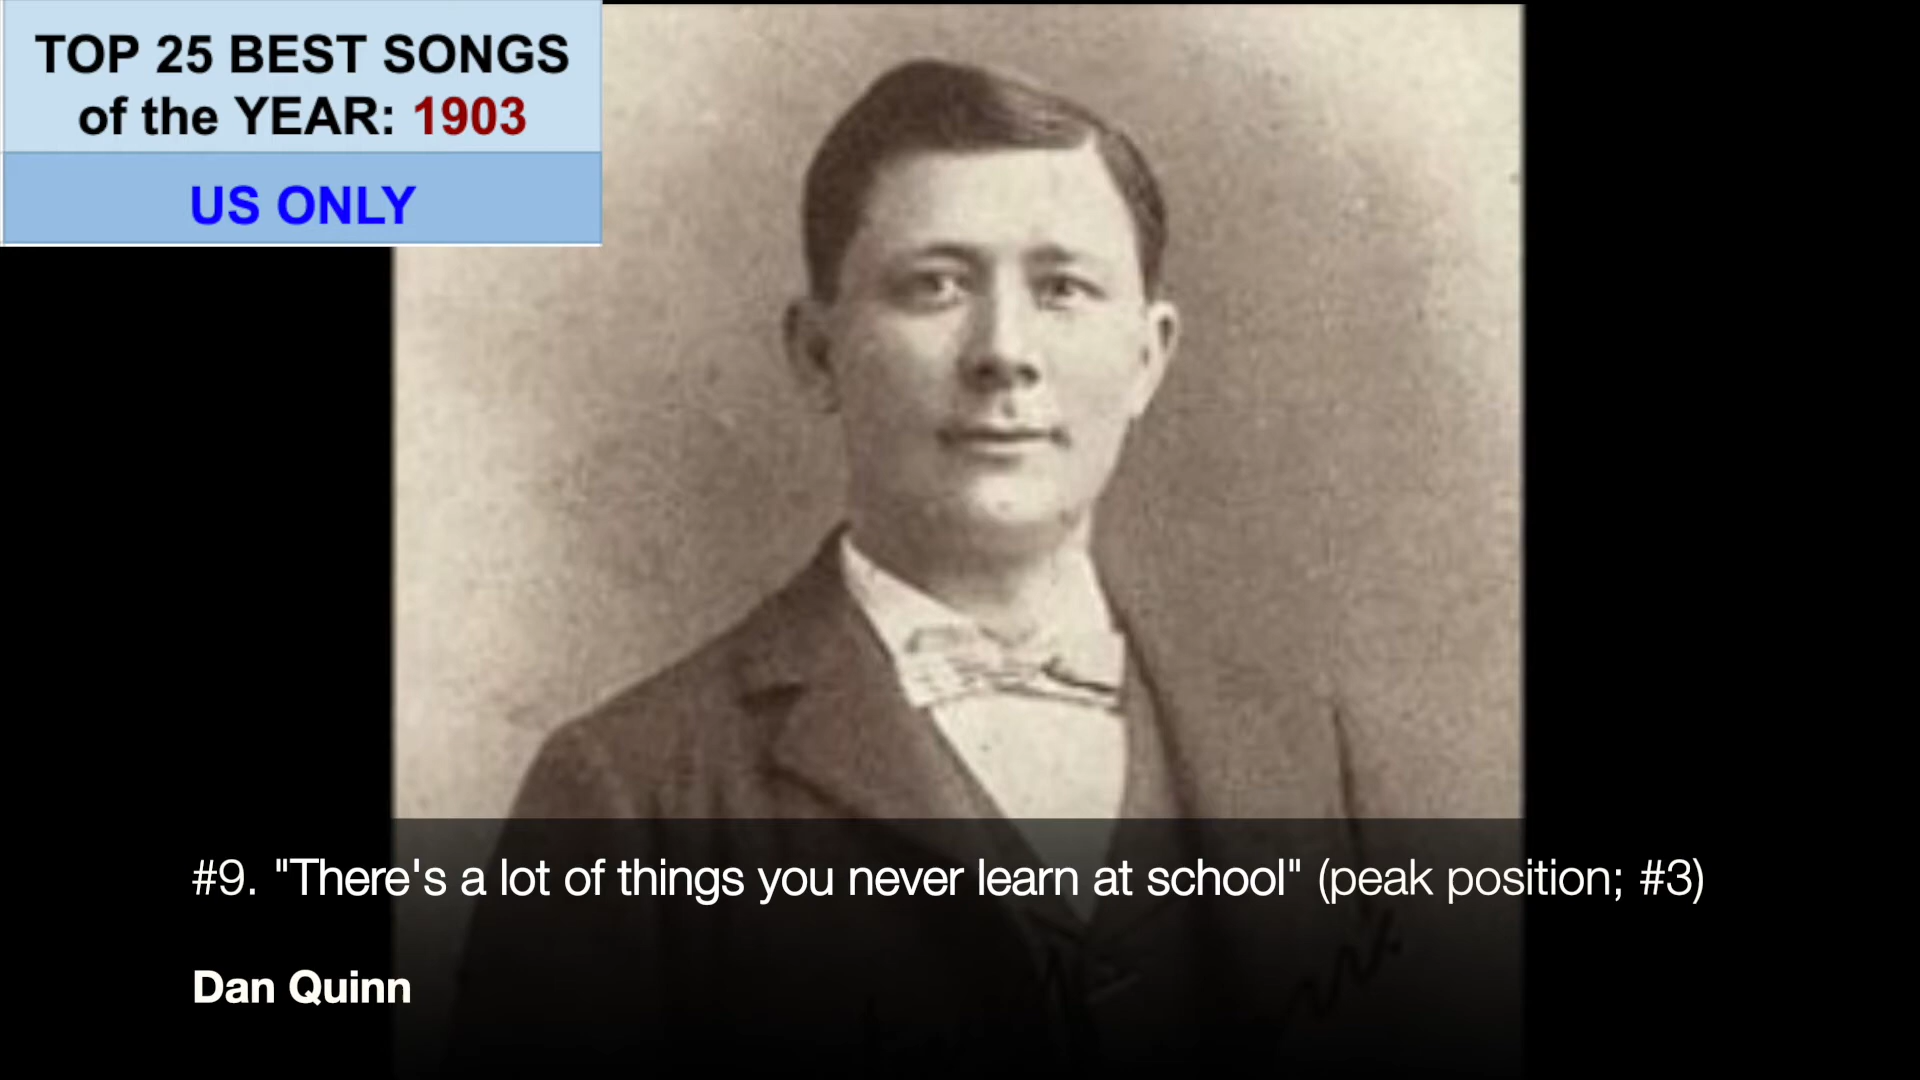 TOP 25 BEST SONGS
of the YEAR: 1903
US ONLY
#9. "There's a lot of things you never learn at school" (peak position; #3)
Dan Quinn